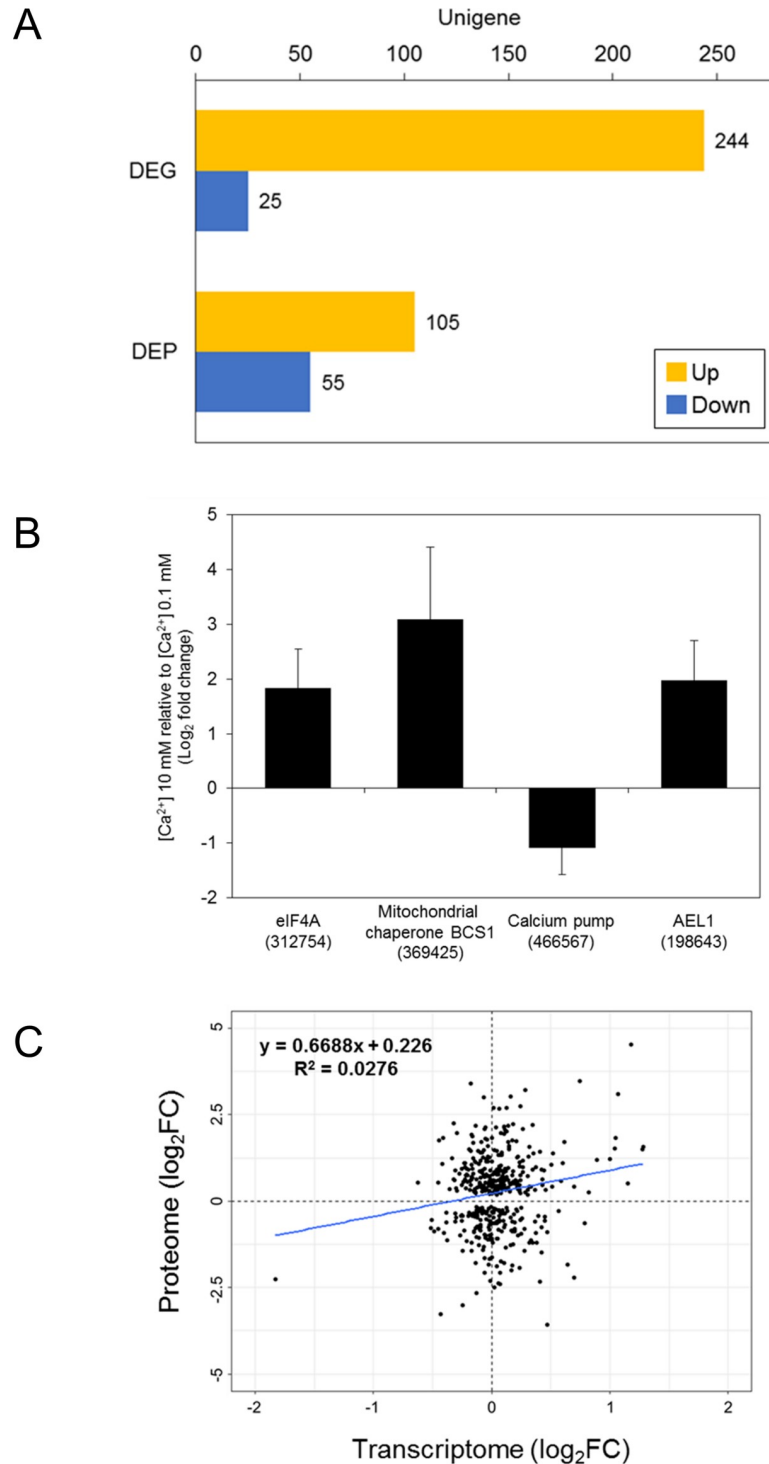 A
Unigene
0 50 100 150 200 250
DEG
244
25
DEP
105
55
Up
Down
B
[Ca²⁺] 10 mM relative to [Ca²⁺] 0.1 mM
(Log₂ fold change)
5
4
3
2
1
0
-1
-2
eIF4A
(312754)
Mitochondrial
chaperone BCS1
(369425)
Calcium pump
(466567)
AEL1
(198643)
C
y = 0.6688x + 0.226
R² = 0.0276
Proteome (log₂FC)
5
2.5
0
-2.5
-5
-2 -1 0 1 2
Transcriptome (log₂FC)